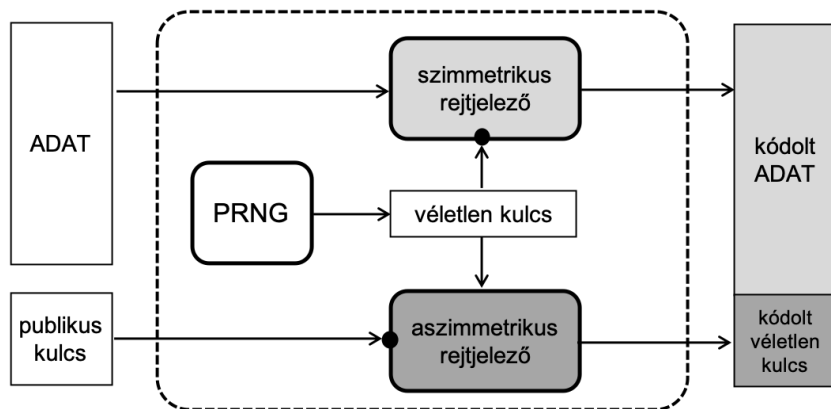 ADAT
szimmetrikus
rejtjelező
kódolt
ADAT
PRNG
véletlen kulcs
publikus
kulcs
aszimmetrikus
rejtjelező
kódolt
véletlen
kulcs